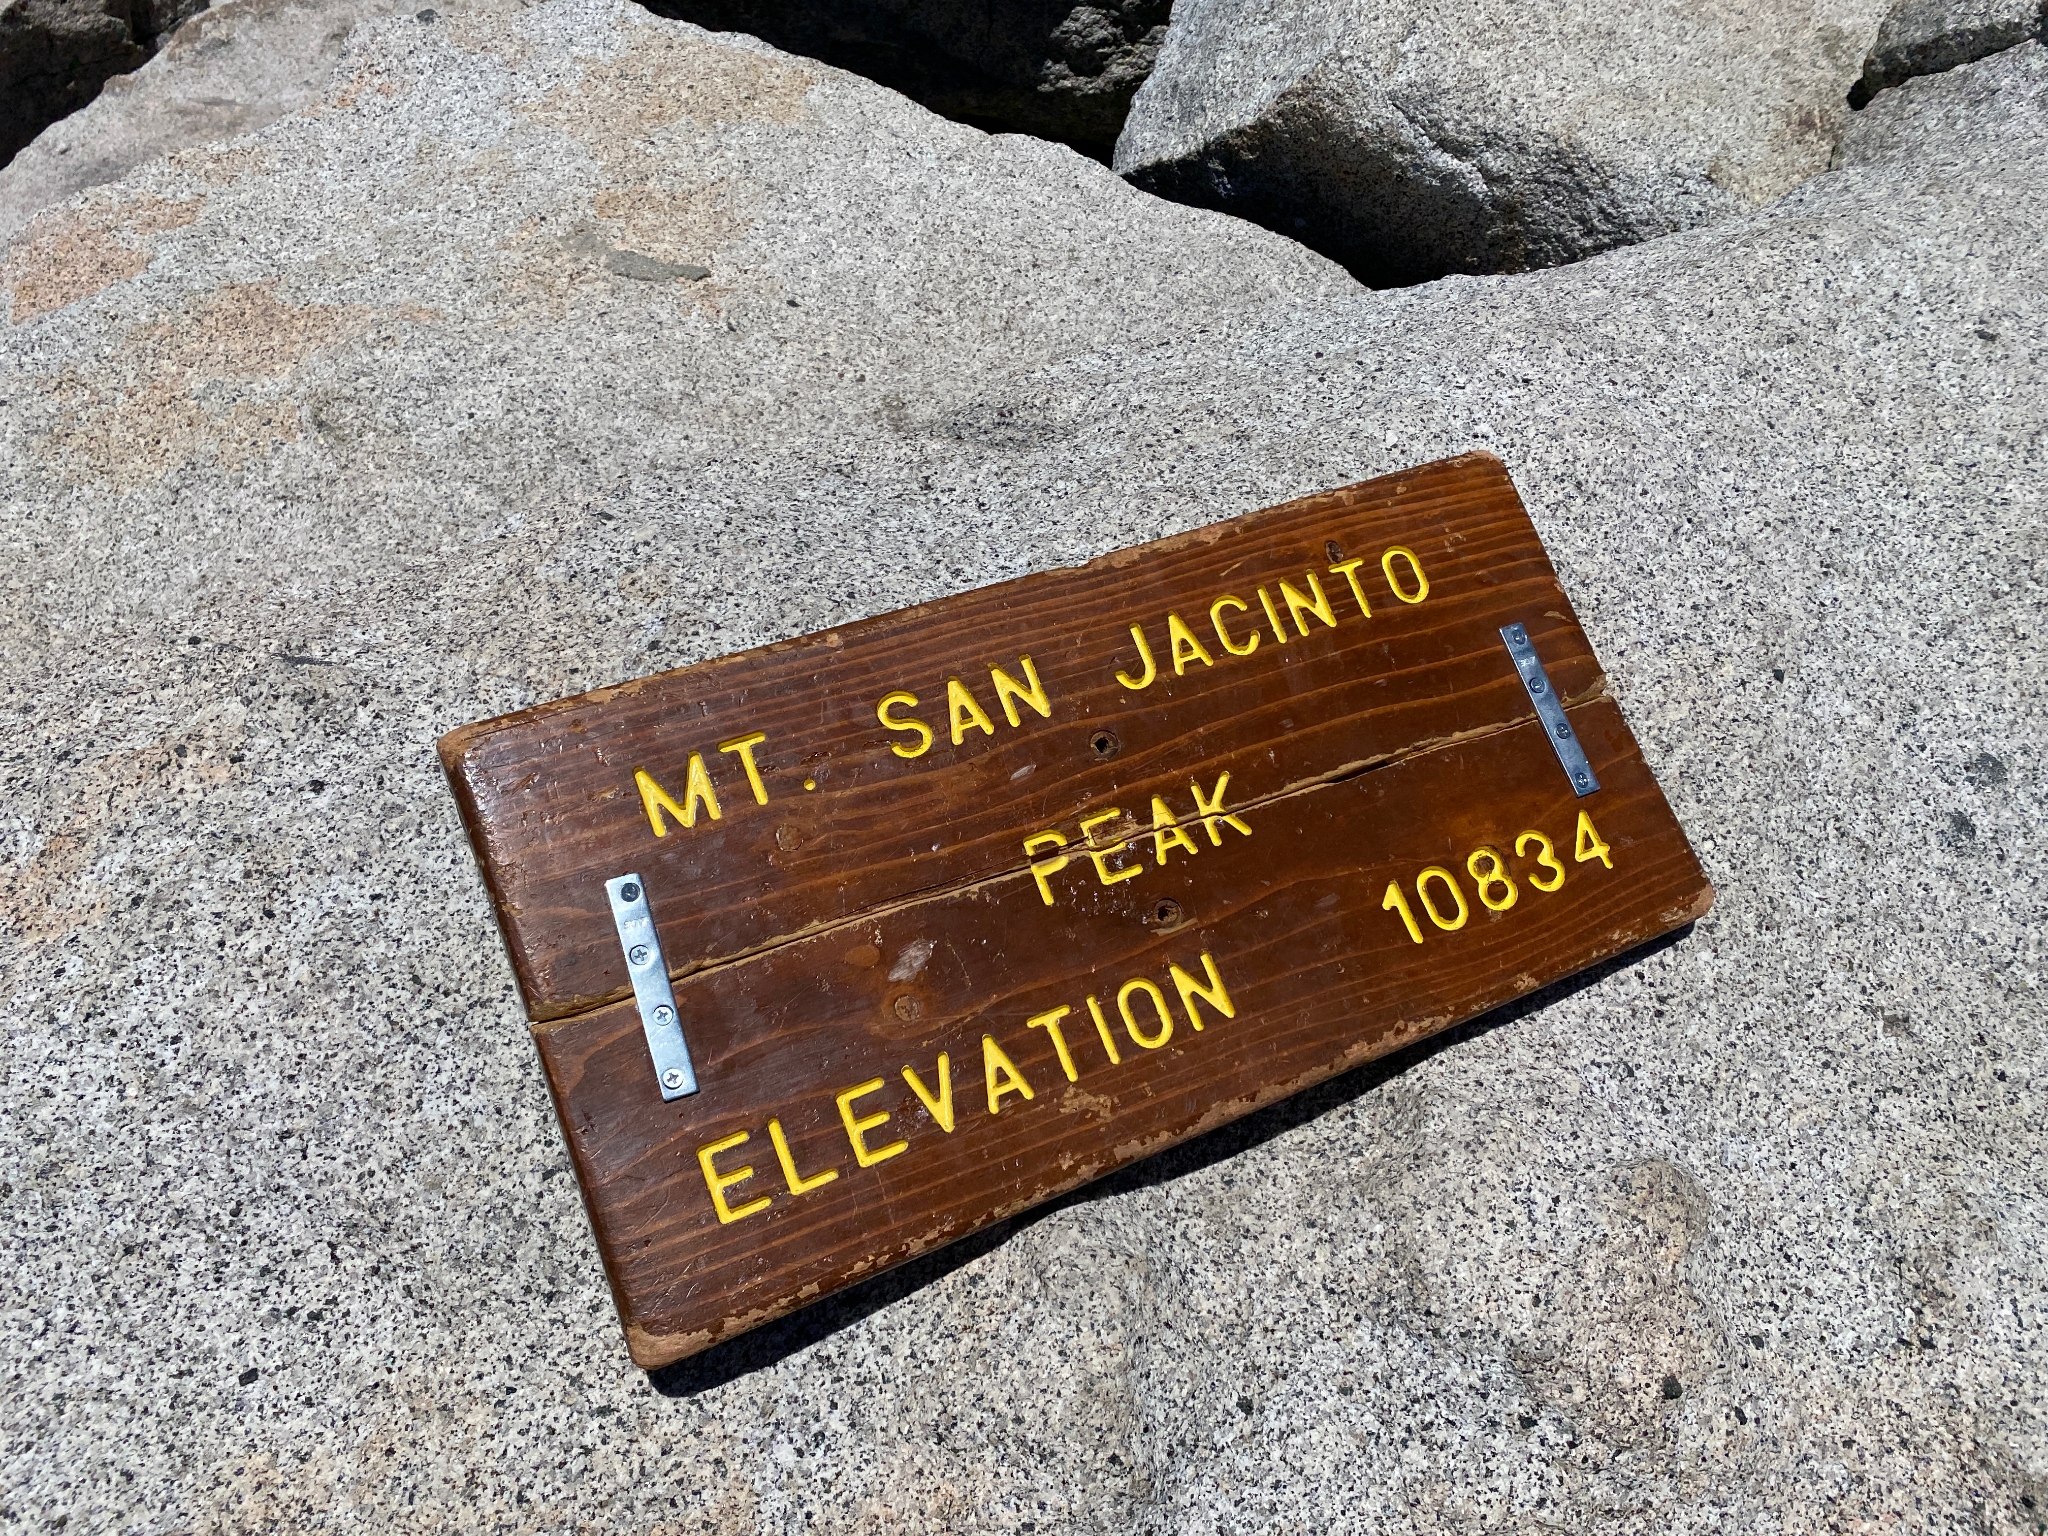 MT. SAN JACINTO
PEAK
ELEVATION 10834